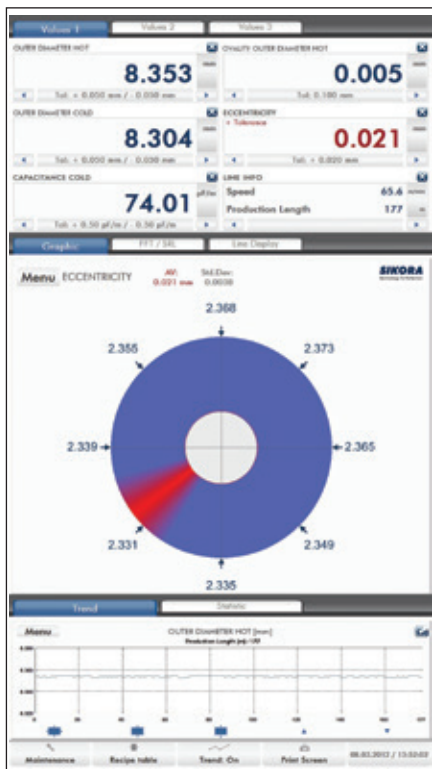 Values 1 Values 2 Values 3
OUTER DIAMETER HOT
8.353
mm
Tol: + 0.050 mm / - 0.030 mm
OVALITY OUTER DIAMETER HOT
0.005
mm
Tol: 0.100 mm
OUTER DIAMETER COLD
8.304
mm
Tol: + 0.050 mm / - 0.030 mm
ECCENTRICITY
+ Tolerance
0.021
mm
Tol: + 0.020 mm
CAPACITANCE COLD
74.01
pF/m
Tol: + 0.50 pF/m / - 0.50 pF/m
LINE INFO
Speed 65.6 m/min
Production Length 177 m
Graphic FFT / SRL Line Display
Menu ECCENTRICITY
AV: Std.Dev:
0.021 mm 0.0038
SIKORA
2.368
2.355 2.373
2.339 2.365
2.331 2.349
2.335
Trend Statistic
Menu OUTER DIAMETER HOT [mm]
Maintenance Recipe table Trend: On Print Screen